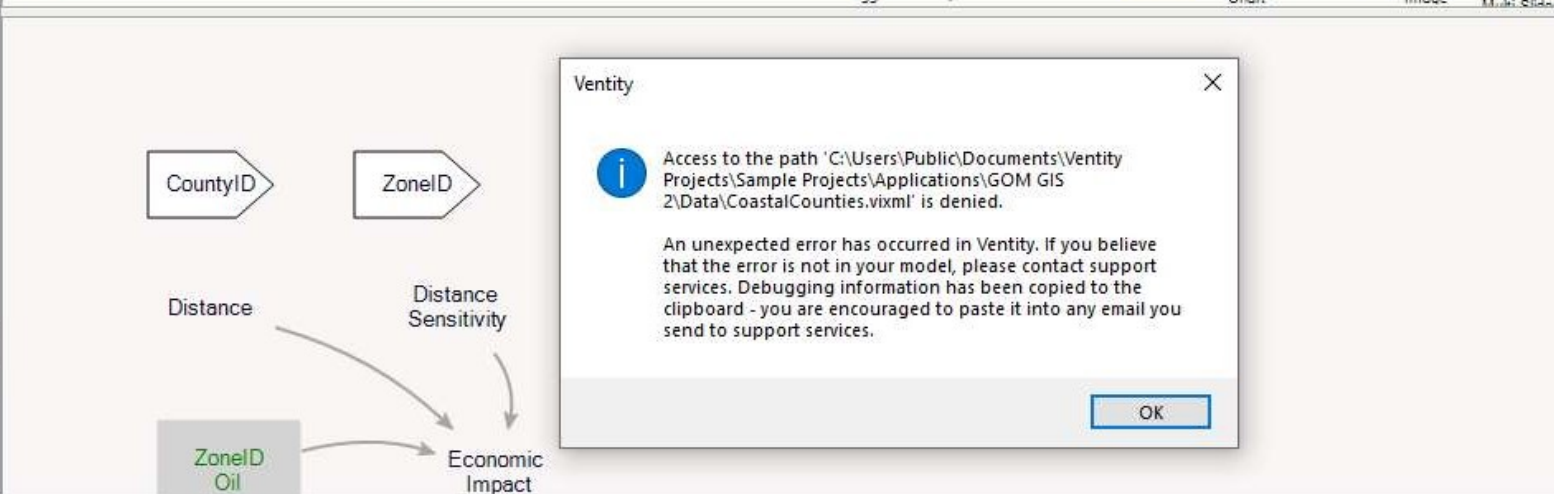 Ventity
Access to the path 'C:\Users\Public\Documents\Ventity
Projects\Sample Projects\Applications\GOM GIS
2\Data\CoastalCounties.vixml' is denied.
An unexpected error has occurred in Ventity. If you believe
that the error is not in your model, please contact support
services. Debugging information has been copied to the
clipboard - you are encouraged to paste it into any email you
send to support services.
OK
CountyID
ZoneID
Distance
Distance
Sensitivity
ZoneID
Oil
Economic
Impact